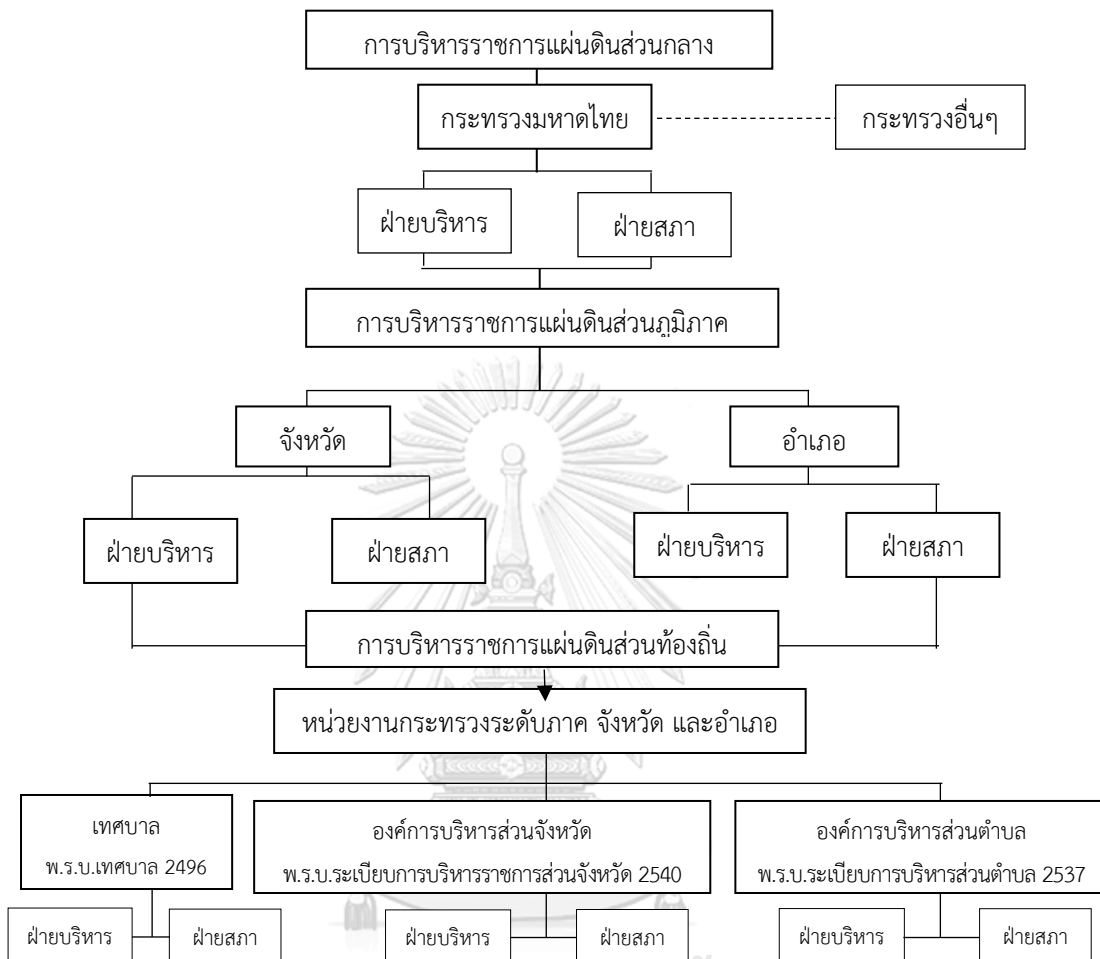 การบริหารราชการแผ่นดินส่วนกลาง
กระทรวงมหาดไทย
กระทรวงอื่นๆ
ฝ่ายบริหาร
ฝ่ายสภา
การบริหารราชการแผ่นดินส่วนภูมิภาค
จังหวัด
อำเภอ
ฝ่ายบริหาร
ฝ่ายสภา
ฝ่ายบริหาร
ฝ่ายสภา
การบริหารราชการแผ่นดินส่วนท้องถิ่น
หน่วยงานกระทรวงระดับภาค จังหวัด และอำเภอ
เทศบาล
พ.ร.บ.เทศบาล 2496
องค์การบริหารส่วนจังหวัด
พ.ร.บ.ระเบียบการบริหารราชการส่วนจังหวัด 2540
องค์การบริหารส่วนตำบล
พ.ร.บ.ระเบียบการบริหารส่วนตำบล 2537
ฝ่ายบริหาร
ฝ่ายสภา
ฝ่ายบริหาร
ฝ่ายสภา
ฝ่ายบริหาร
ฝ่ายสภา